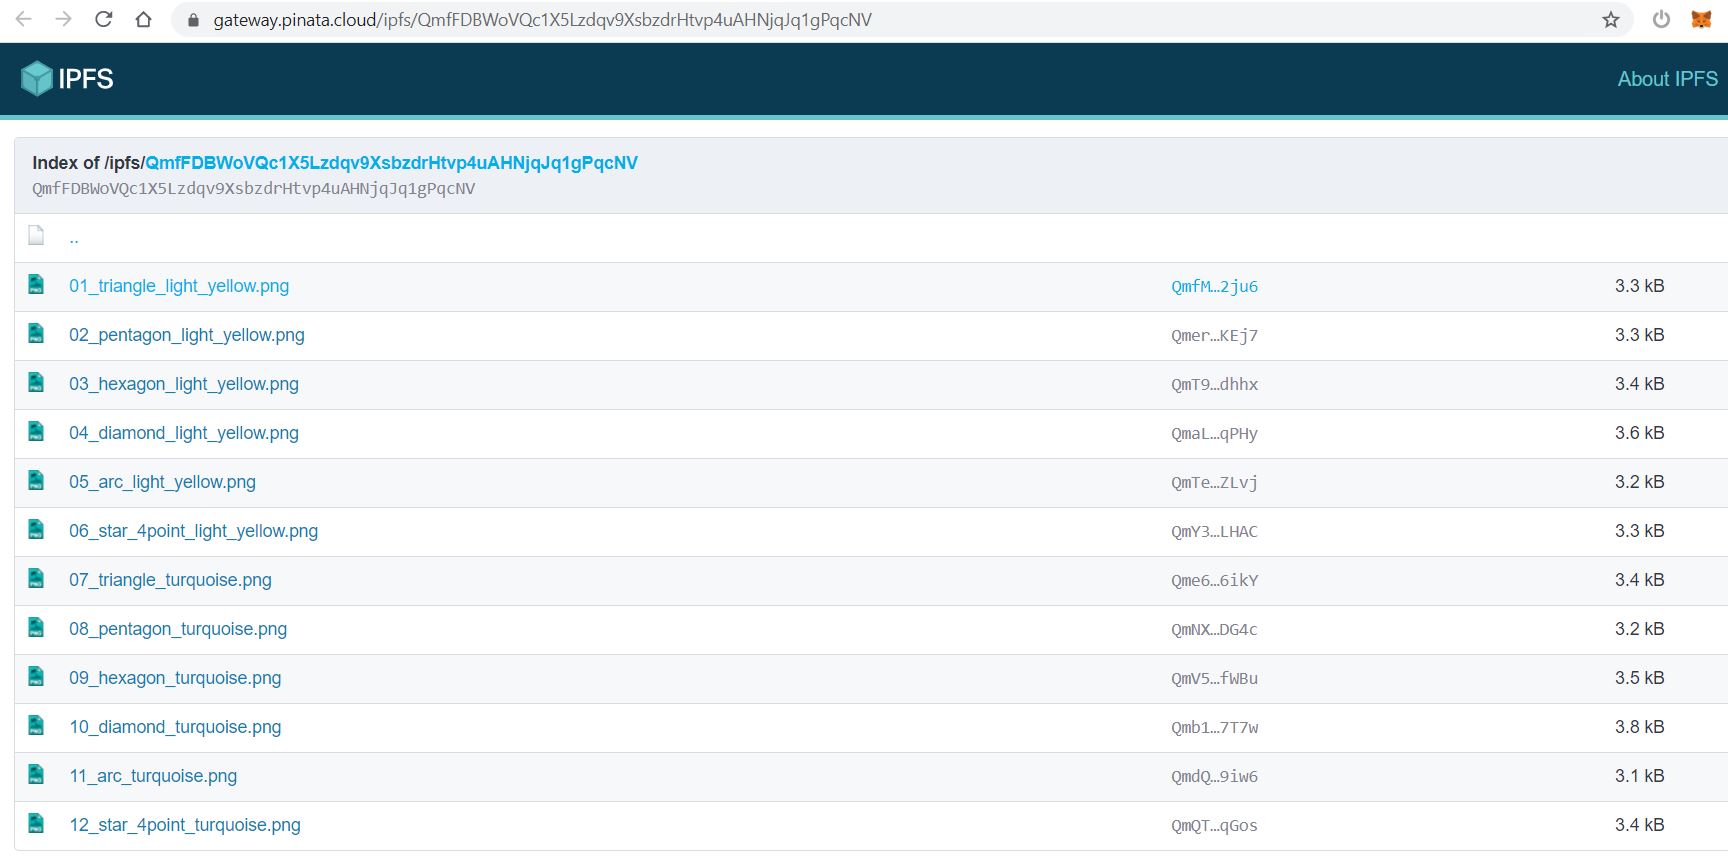 gateway.pinata.cloud/ipfs/QmfFDBWoVQc1X5Lzdqv9XsbzdrHtvp4uAHNjqJq1gPqcNV
IPFS
About IPFS
Index of /ipfs/QmfFDBWoVQc1X5Lzdqv9XsbzdrHtvp4uAHNjqJq1gPqcNV
QmfFDBWoVQc1X5Lzdqv9XsbzdrHtvp4uAHNjqJq1gPqcNV
..
01_triangle_light_yellow.png QmfM…2ju6 3.3 kB
02_pentagon_light_yellow.png Qmer…KEj7 3.3 kB
03_hexagon_light_yellow.png QmT9…dhhx 3.4 kB
04_diamond_light_yellow.png QmaL…qPHy 3.6 kB
05_arc_light_yellow.png QmTe…ZLvj 3.2 kB
06_star_4point_light_yellow.png QmY3…LHAC 3.3 kB
07_triangle_turquoise.png Qme6…6ikY 3.4 kB
08_pentagon_turquoise.png QmNX…DG4c 3.2 kB
09_hexagon_turquoise.png QmV5…fWBu 3.5 kB
10_diamond_turquoise.png Qmb1…7T7w 3.8 kB
11_arc_turquoise.png QmdQ…9iw6 3.1 kB
12_star_4point_turquoise.png QmQT…qGos 3.4 kB